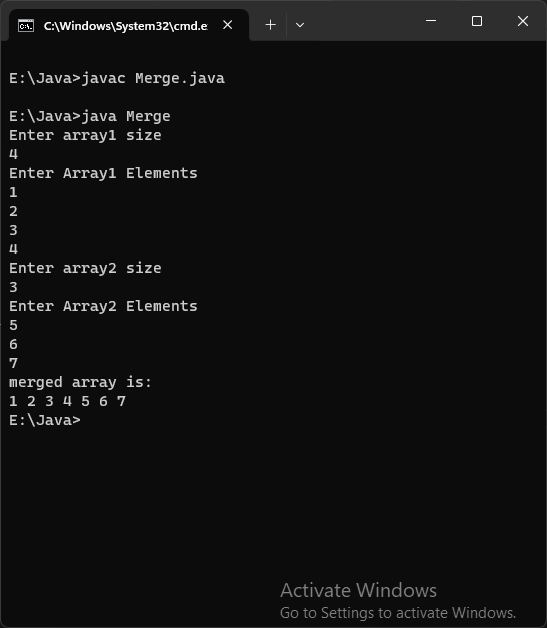 C:\Windows\System32\cmd.e
E:\Java>javac Merge.java
E:\Java>java Merge
Enter array1 size
4
Enter Array1 Elements
1
2
3
4
Enter array2 size
3
Enter Array2 Elements
5
6
7
merged array is:
1 2 3 4 5 6 7
E:\Java>
Activate Windows
Go to Settings to activate Windows.